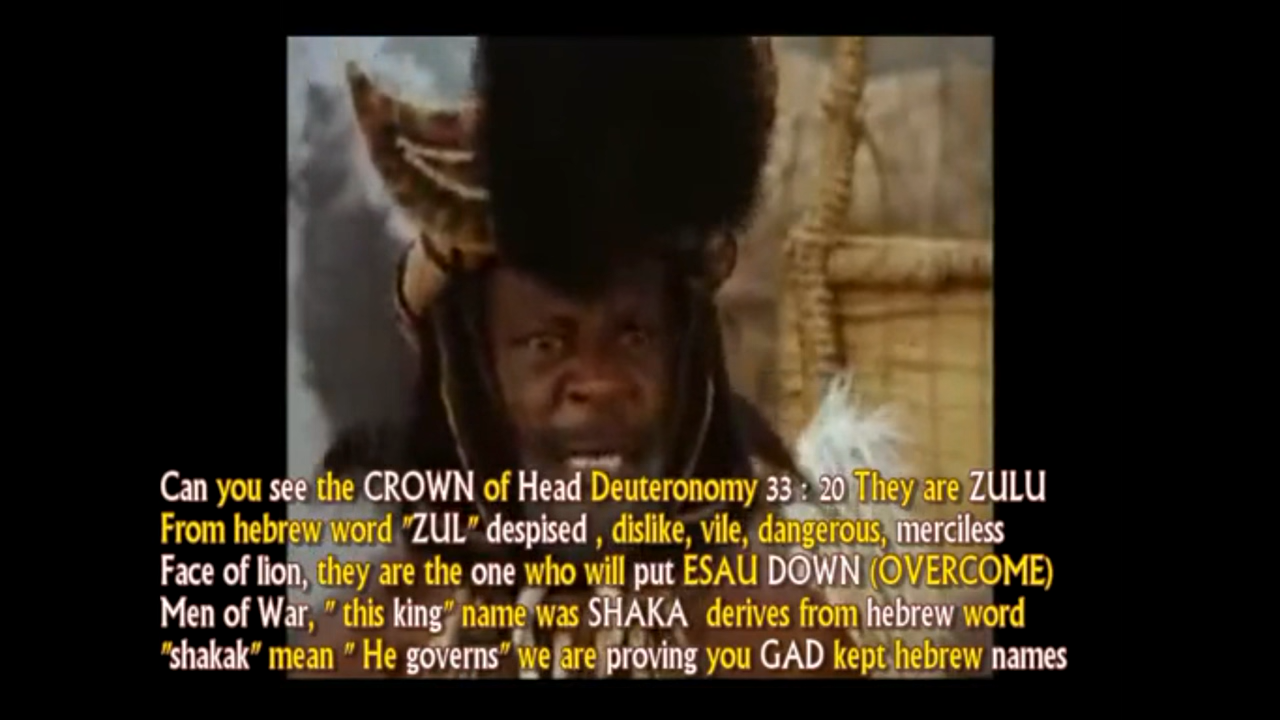 Can you see the CROWN of Head Deuteronomy 33 : 20 They are ZULU
From hebrew word "ZUL" despised , dislike, vile, dangerous, merciless
Face of lion, they are the one who will put ESAU DOWN (OVERCOME)
Men of War, " this king" name was SHAKA derives from hebrew word
"shakak" mean " He governs" we are proving you GAD kept hebrew names